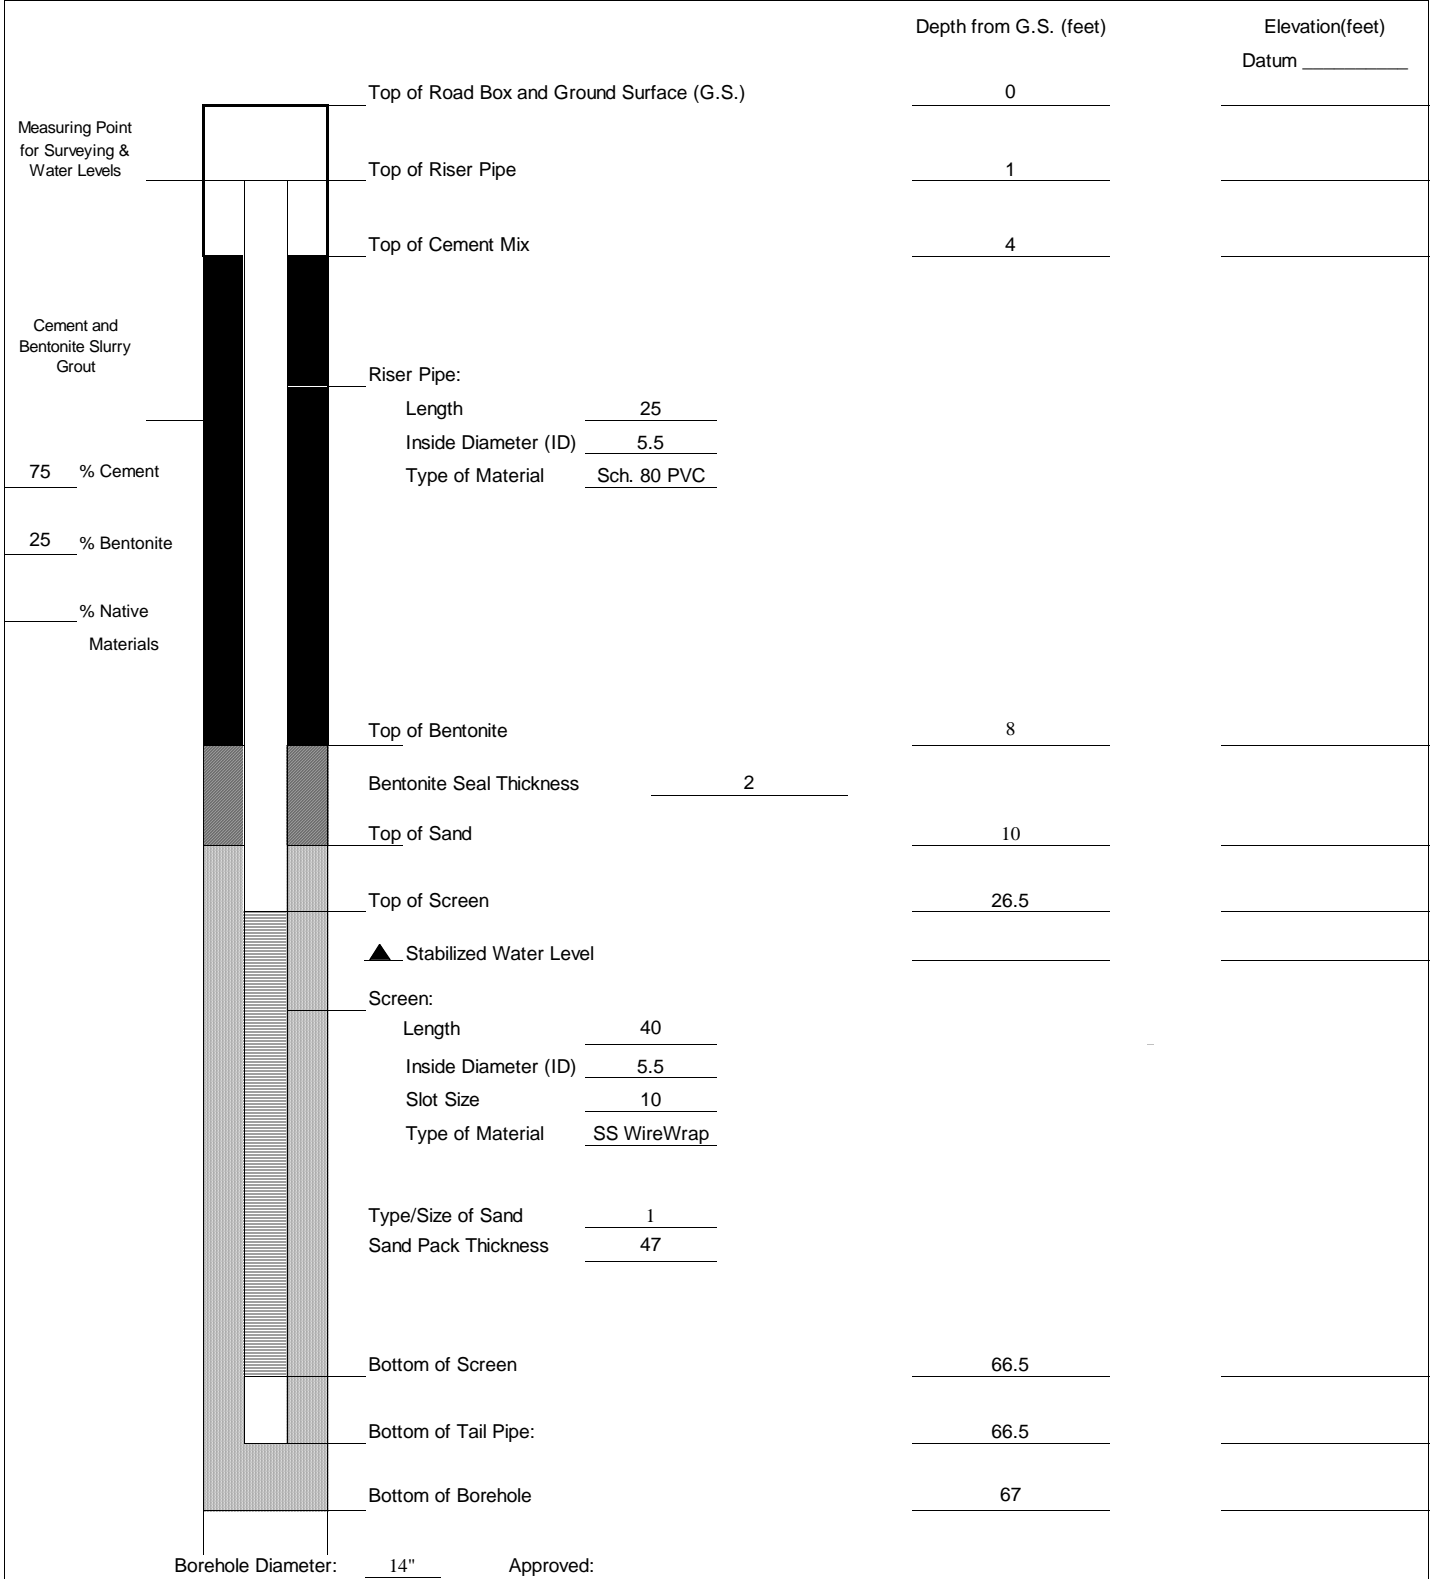 Depth from G.S. (feet) Elevation(feet)
Datum __________
Top of Road Box and Ground Surface (G.S.) 0
Measuring Point
for Surveying &
Water Levels
Top of Riser Pipe 1
Top of Cement Mix 4
Cement and
Bentonite Slurry
Grout
Riser Pipe:
Length 25
Inside Diameter (ID) 5.5
75 % Cement
Type of Material Sch. 80 PVC
25 % Bentonite
% Native
Materials
Top of Bentonite 8
Bentonite Seal Thickness 2
Top of Sand 10
Top of Screen 26.5
Stabilized Water Level
Screen:
Length 40
Inside Diameter (ID) 5.5
Slot Size 10
Type of Material SS WireWrap
Type/Size of Sand 1
Sand Pack Thickness 47
Bottom of Screen 66.5
Bottom of Tail Pipe: 66.5
Bottom of Borehole 67
Borehole Diameter: 14" Approved: